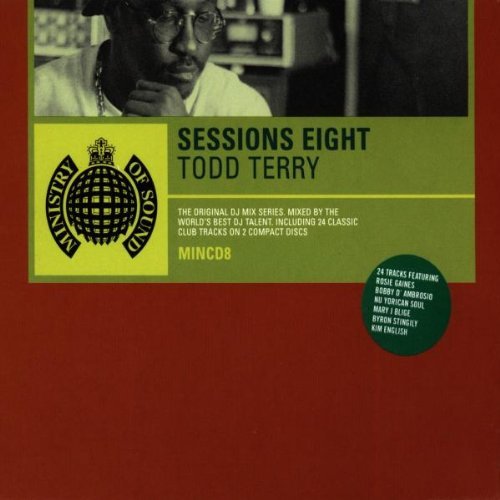 MINISTRY
OF SOUND
SESSIONS EIGHT
TODD TERRY
THE ORIGINAL DJ MIX SERIES. MIXED BY THE
WORLD'S BEST DJ TALENT. INCLUDING 24 CLASSIC
CLUB TRACKS ON 2 COMPACT DISCS
MINCD8
24 TRACKS FEATURING
ROSIE GAINES
BOBBY D' AMBROSIO
NU YORICAN SOUL
MARY J BLIGE
BYRON STINGILY
KIM ENGLISH